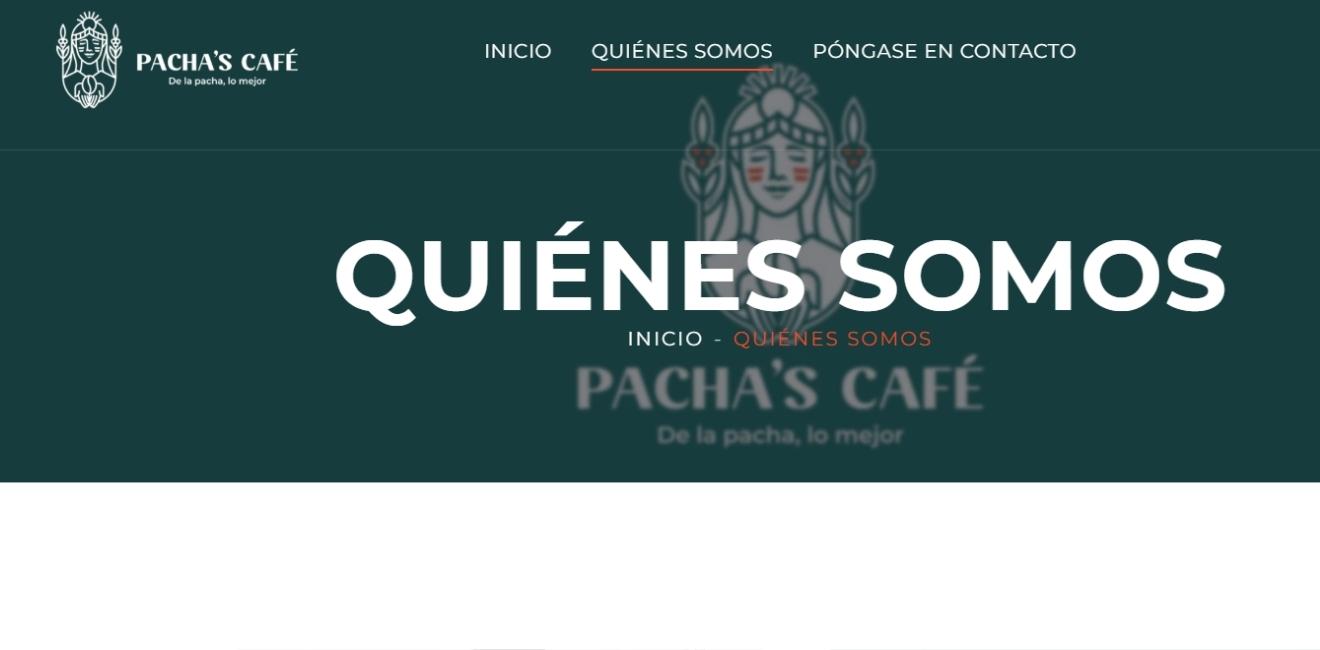 PACHA'S CAFÉ
De la pacha, lo mejor
INICIO QUIÉNES SOMOS PÓNGASE EN CONTACTO
QUIÉNES SOMOS
INICIO - QUIÉNES SOMOS
PACHA'S CAFÉ
De la pacha, lo mejor